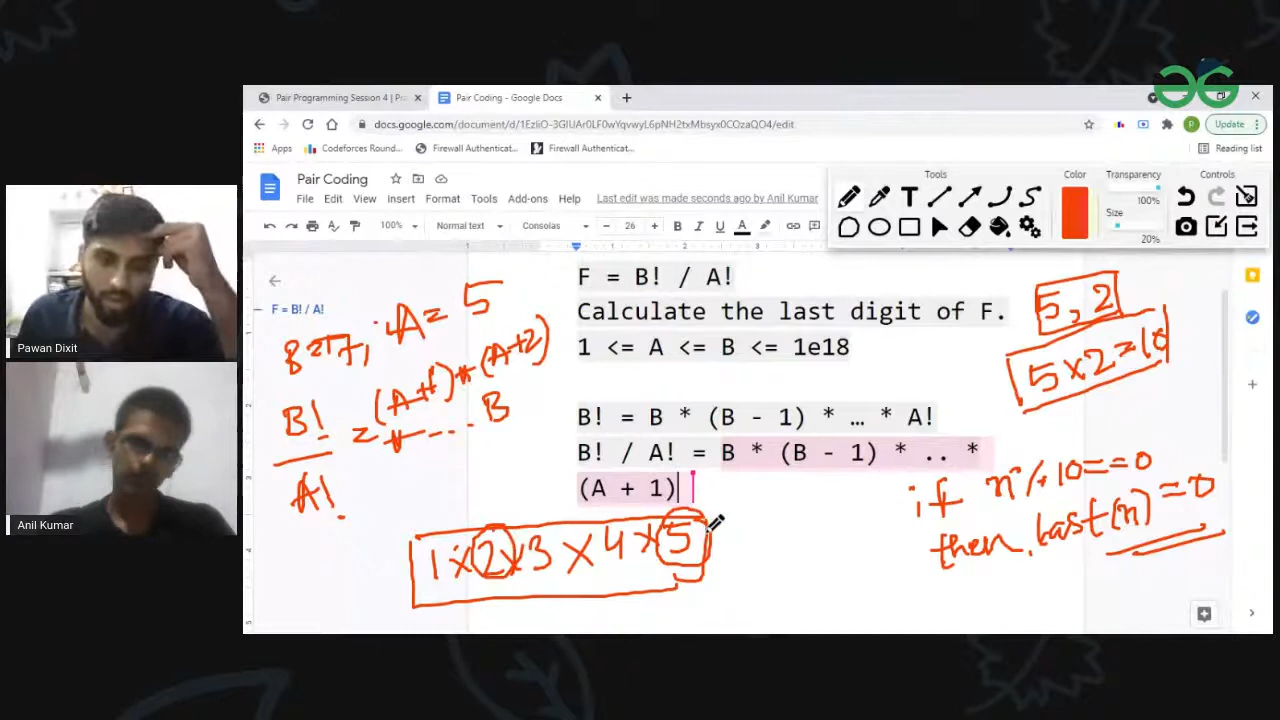 Pair Programming Session 4 | Pr
Pair Coding - Google Docs
docs.google.com/document/d/1EzliO-3GIUAr0LF0wYqvwyL6pNH2txMbsyx0COzaQO4/edit
Update
Apps
Codeforces Round...
Firewall Authenticat...
Firewall Authenticat...
Reading list
Pair Coding
File Edit View Insert Format Tools Add-ons Help
Last edit was made seconds ago by Anil Kumar
100% Normal text Consolas 26 B I U A
Tools
Color
Transparency
100%
Size
20%
Controls
F = B! / A!
F = B! / A!
Calculate the last digit of F.
1 <= A <= B <= 1e18
B! = B * (B - 1) * … * A!
B! / A! = B * (B - 1) * .. *
(A + 1)
A = 5
B! / A! = (A+1) * (A+2)
* .... B
1 x 2 x 3 x 4 x 5
5, 2
5 x 2 = 10
if n % 10 == 0
then last(n) = 0
Pawan Dixit
Anil Kumar